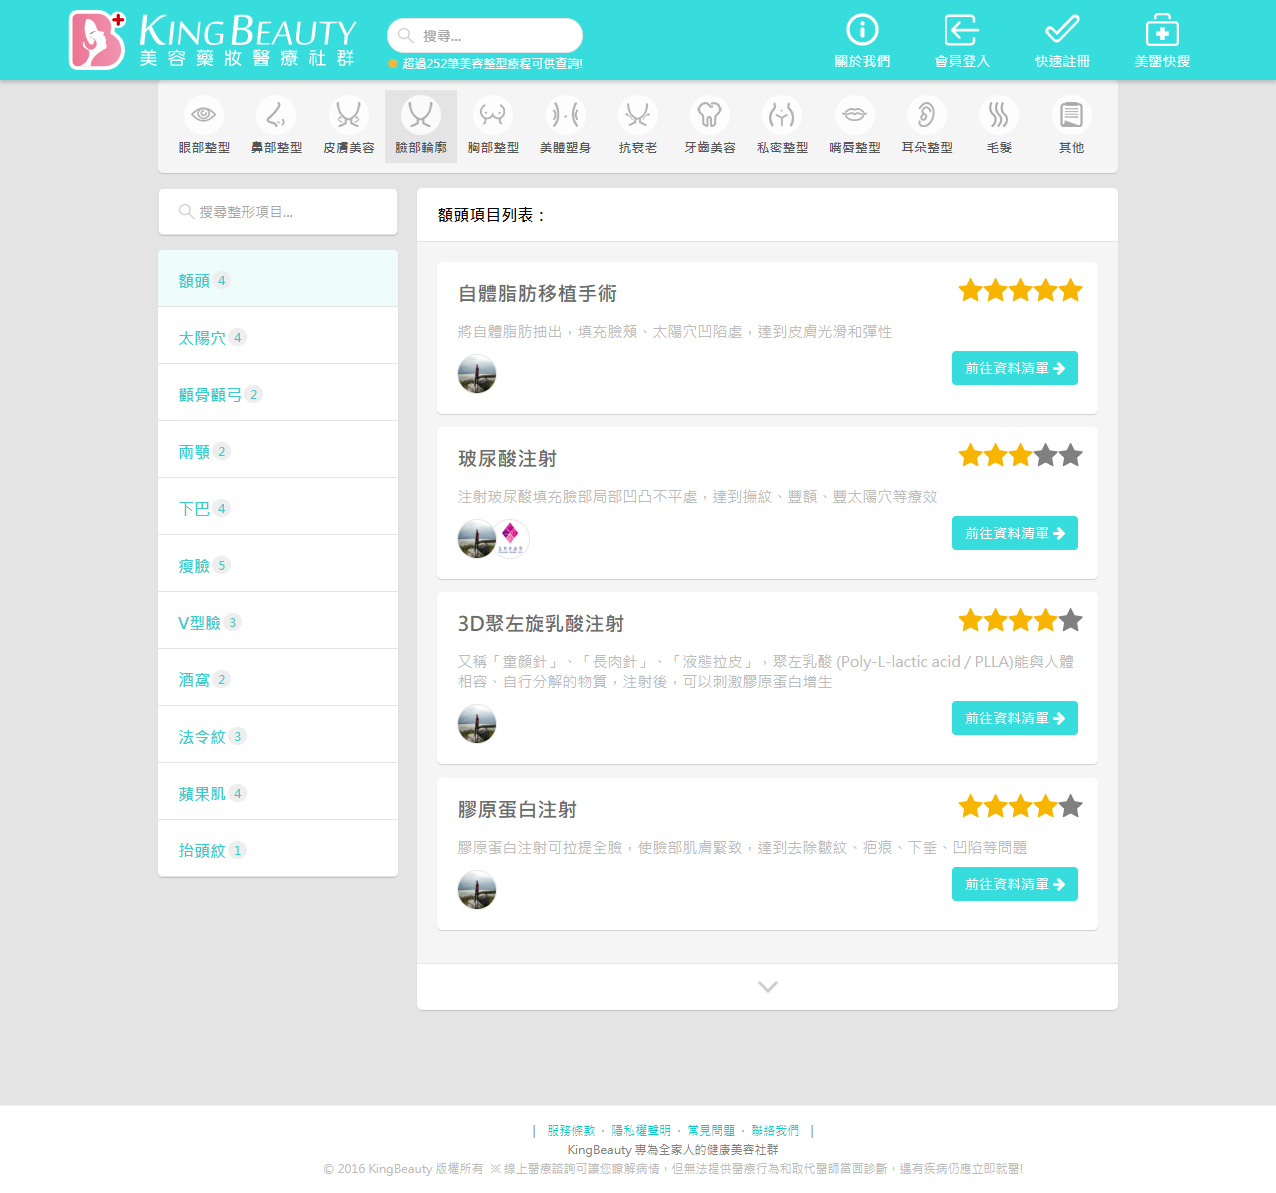 KING BEAUTY
美容藥妝醫療社群
搜尋...
超過252筆美容整型療程可供查詢!
關於我們
會員登入
快速註冊
美醫快搜
眼部整型
鼻部整型
皮膚美容
臉部輪廓
胸部整型
美體塑身
抗衰老
牙齒美容
私密整型
嘴唇整型
耳朵整型
毛髮
其他
搜尋整形項目...
額頭 4
太陽穴 4
顴骨顴弓 2
兩顎 2
下巴 4
瘦臉 5
V型臉 3
酒窩 2
法令紋 3
蘋果肌 4
抬頭紋 1
額頭項目列表：
自體脂肪移植手術
將自體脂肪抽出，填充臉頰、太陽穴凹陷處，達到皮膚光滑和彈性
前往資料清單
玻尿酸注射
注射玻尿酸填充臉部局部凹凸不平處，達到撫紋、豐額、豐太陽穴等療效
前往資料清單
3D聚左旋乳酸注射
又稱「童顏針」、「長肉針」、「液態拉皮」，聚左乳酸 (Poly-L-lactic acid / PLLA)能與人體
相容、自行分解的物質，注射後，可以刺激膠原蛋白增生
前往資料清單
膠原蛋白注射
膠原蛋白注射可拉提全臉，使臉部肌膚緊致，達到去除皺紋、疤痕、下垂、凹陷等問題
前往資料清單
| 服務條款 · 隱私權聲明 · 常見問題 · 聯絡我們 |
KingBeauty 專為全家人的健康美容社群
© 2016 KingBeauty 版權所有 ※ 線上醫療諮詢可讓您瞭解病情，但無法提供醫療行為和取代醫師當面診斷，遇有疾病仍應立即就醫!